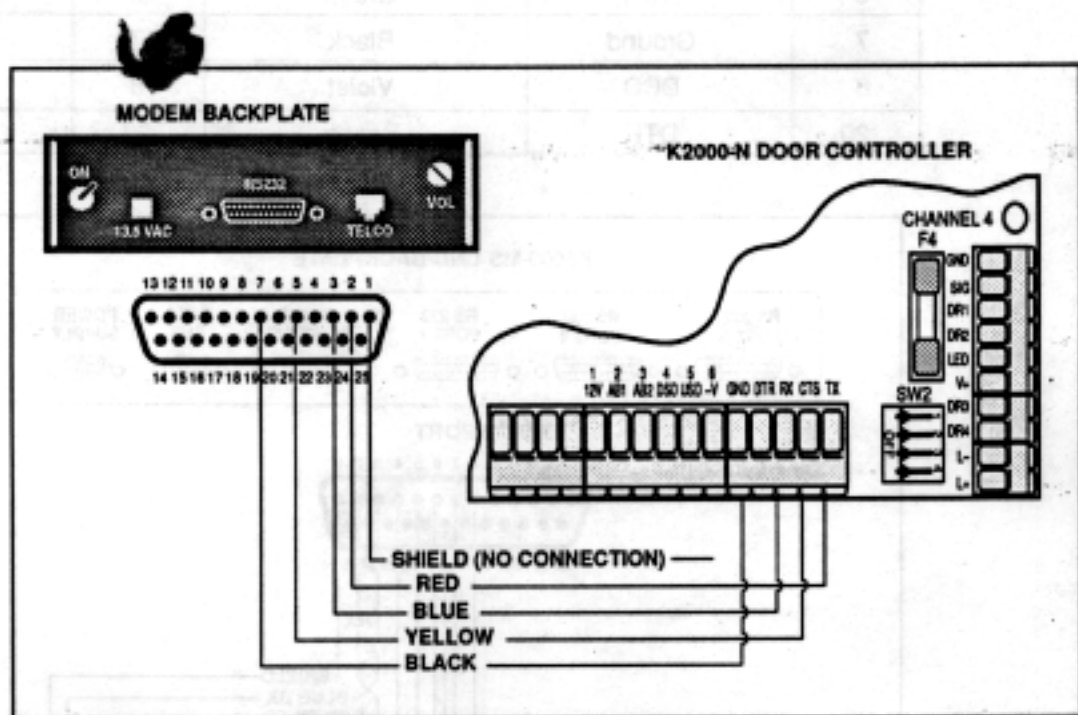 7 Ground Black
Violet
MODEM BACKPLATE
ON
RS232
VOL
13.5 VAC
TELCO
K2000-N DOOR CONTROLLER
CHANNEL 4
F4
GND
SIG
DR1
DR2
LED
V+
DR3
DR4
L-
L+
SW2
OFF
13 12 11 10 9 8 7 6 5 4 3 2 1
14 15 16 17 18 19 20 21 22 23 24 25
1 2 3 4 5 6
12V AB1 AB2 DSO USO -V GND DTR RX CTS TX
SHIELD (NO CONNECTION)
RED
BLUE
YELLOW
BLACK